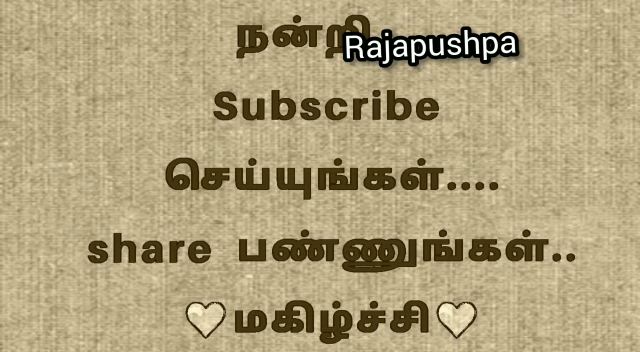 நன்றி
Rajapushpa
Subscribe
செய்யுங்கள்....
share பண்ணுங்கள்..
♡மகிழ்ச்சி♡